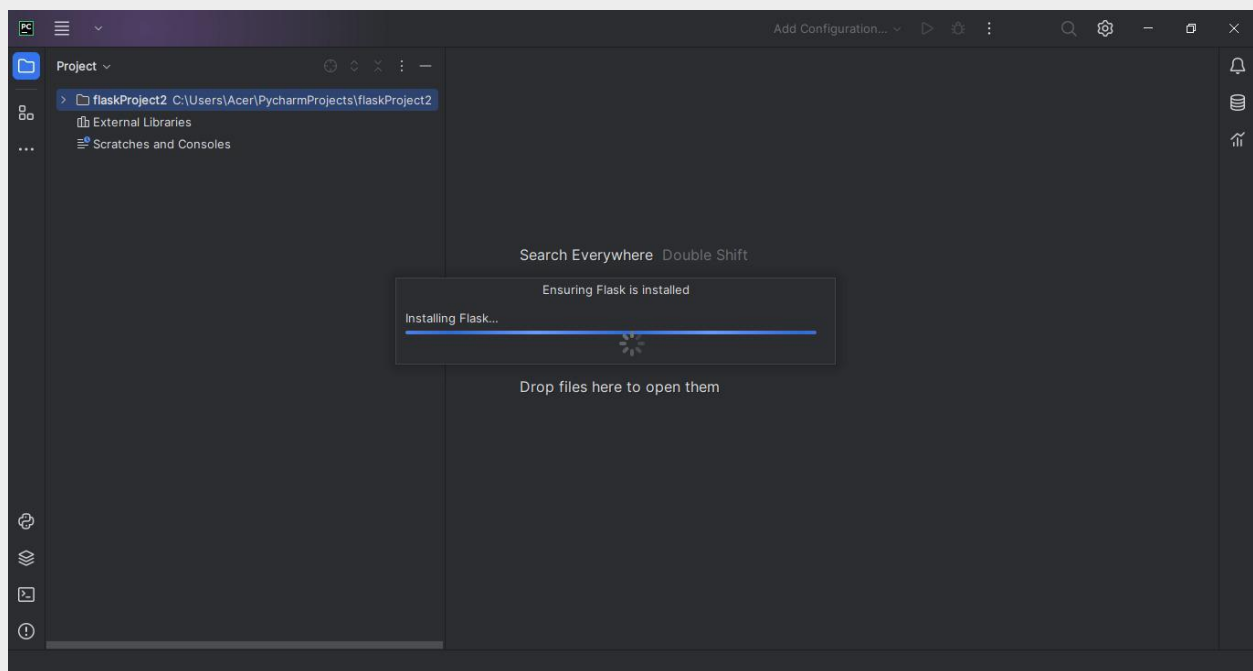 PC
Add Configuration...
Project
flaskProject2 C:\Users\Acer\PycharmProjects\flaskProject2
External Libraries
Scratches and Consoles
Search Everywhere Double Shift
Ensuring Flask is installed
Installing Flask...
Drop files here to open them